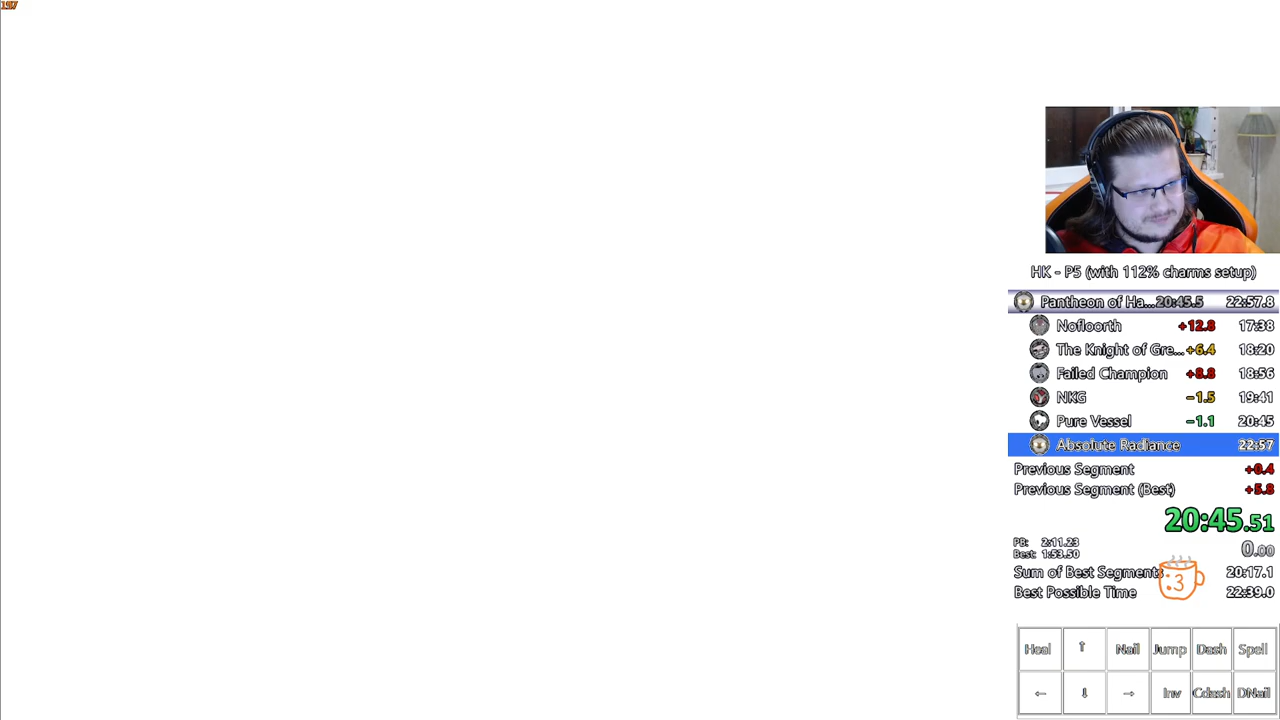 197
HK - P5 (with 112% charms setup)
Pantheon of Ha... 20:45.5 22:57.8
Nofloorth +12.8 17:38
The Knight of Gre... +6.4 18:20
Failed Champion +8.8 18:56
NKG -1.5 19:41
Pure Vessel -1.1 20:45
Absolute Radiance 22:57
Previous Segment +0.4
Previous Segment (Best) +5.8
20:45.51
PB: 2:11.23 0.00
Best: 1:53.50
Sum of Best Segments 20:17.1
:3
Best Possible Time 22:39.0
Heal ↑ Nail Jump Dash Spell
← ↓ → Inv Cdash DNail